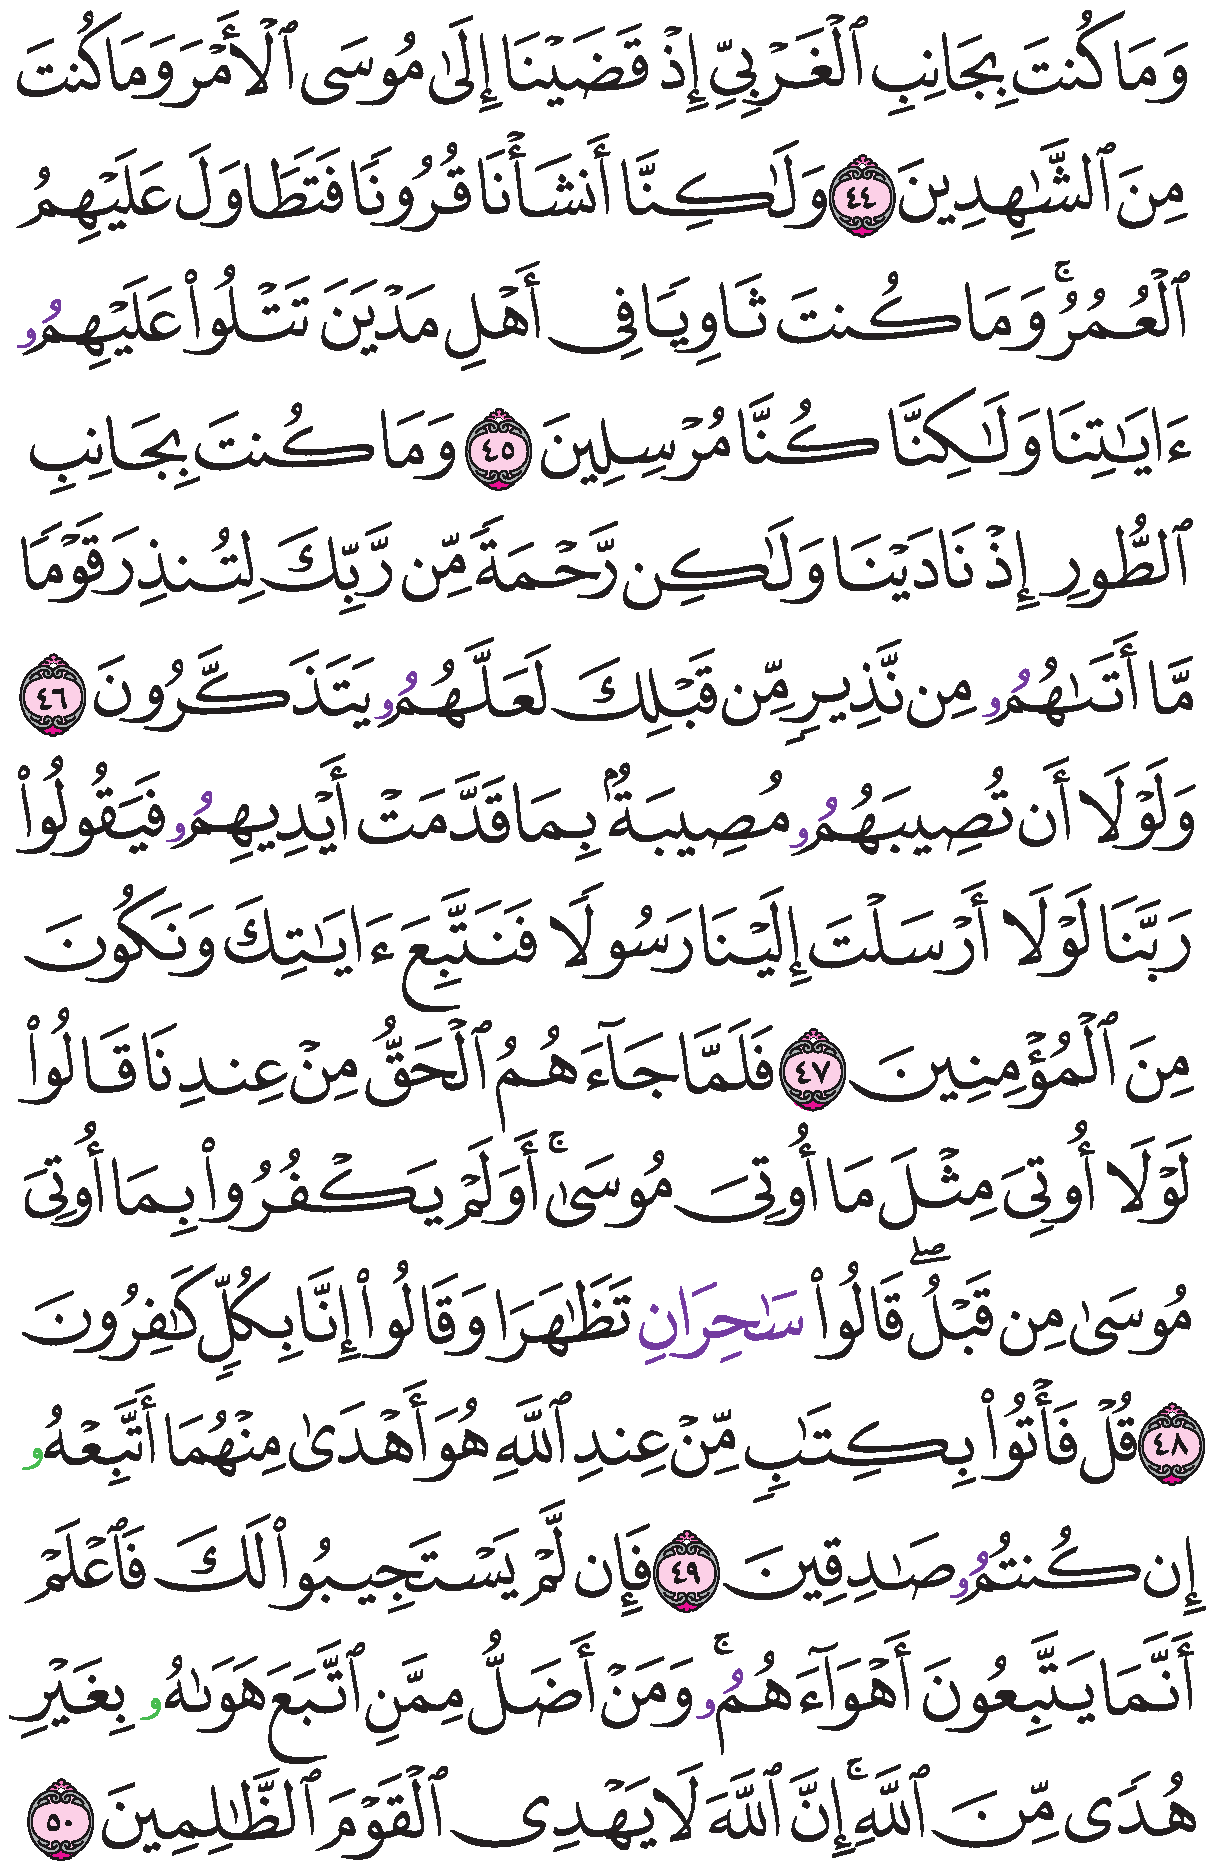 وَمَا كُنتَ بِجَانِبِ ٱلْغَرْبِيِّ إِذْ قَضَيْنَا إِلَىٰ مُوسَى ٱلْأَمْرَ وَمَا كُنتَ
مِنَ ٱلشَّٰهِدِينَ ٤٤ وَلَٰكِنَّا أَنشَأْنَا قُرُونًا فَتَطَاوَلَ عَلَيْهِمُ
ٱلْعُمُرُ ۚ وَمَا كُنتَ ثَاوِيًا فِي أَهْلِ مَدْيَنَ تَتْلُوا۟ عَلَيْهِمُۥ
ءَايَٰتِنَا وَلَٰكِنَّا كُنَّا مُرْسِلِينَ ٤٥ وَمَا كُنتَ بِجَانِبِ
ٱلطُّورِ إِذْ نَادَيْنَا وَلَٰكِن رَّحْمَةً مِّن رَّبِّكَ لِتُنذِرَ قَوْمًا
مَّا أَتَىٰهُمُۥ مِن نَّذِيرٍ مِّن قَبْلِكَ لَعَلَّهُمُۥ يَتَذَكَّرُونَ ٤٦
وَلَوْلَا أَن تُصِيبَهُمُۥ مُصِيبَةٌۢ بِمَا قَدَّمَتْ أَيْدِيهِمُۥ فَيَقُولُوا۟
رَبَّنَا لَوْلَا أَرْسَلْتَ إِلَيْنَا رَسُولًا فَنَتَّبِعَ ءَايَٰتِكَ وَنَكُونَ
مِنَ ٱلْمُؤْمِنِينَ ٤٧ فَلَمَّا جَآءَهُمُ ٱلْحَقُّ مِنْ عِندِنَا قَالُوا۟
لَوْلَا أُوتِيَ مِثْلَ مَا أُوتِيَ مُوسَىٰ ۚ أَوَلَمْ يَكْفُرُوا۟ بِمَا أُوتِيَ
مُوسَىٰ مِن قَبْلُ ۖ قَالُوا۟ سَٰحِرَانِ تَظَٰهَرَا وَقَالُوا۟ إِنَّا بِكُلٍّ كَٰفِرُونَ
٤٨ قُلْ فَأْتُوا۟ بِكِتَٰبٍ مِّنْ عِندِ ٱللَّهِ هُوَ أَهْدَىٰ مِنْهُمَا أَتَّبِعْهُۥ
إِن كُنتُمُۥ صَٰدِقِينَ ٤٩ فَإِن لَّمْ يَسْتَجِيبُوا۟ لَكَ فَٱعْلَمْ
أَنَّمَا يَتَّبِعُونَ أَهْوَآءَهُمُۥ ۚ وَمَنْ أَضَلُّ مِمَّنِ ٱتَّبَعَ هَوَىٰهُۥ بِغَيْرِ
هُدًى مِّنَ ٱللَّهِ ۚ إِنَّ ٱللَّهَ لَا يَهْدِي ٱلْقَوْمَ ٱلظَّٰلِمِينَ ٥٠